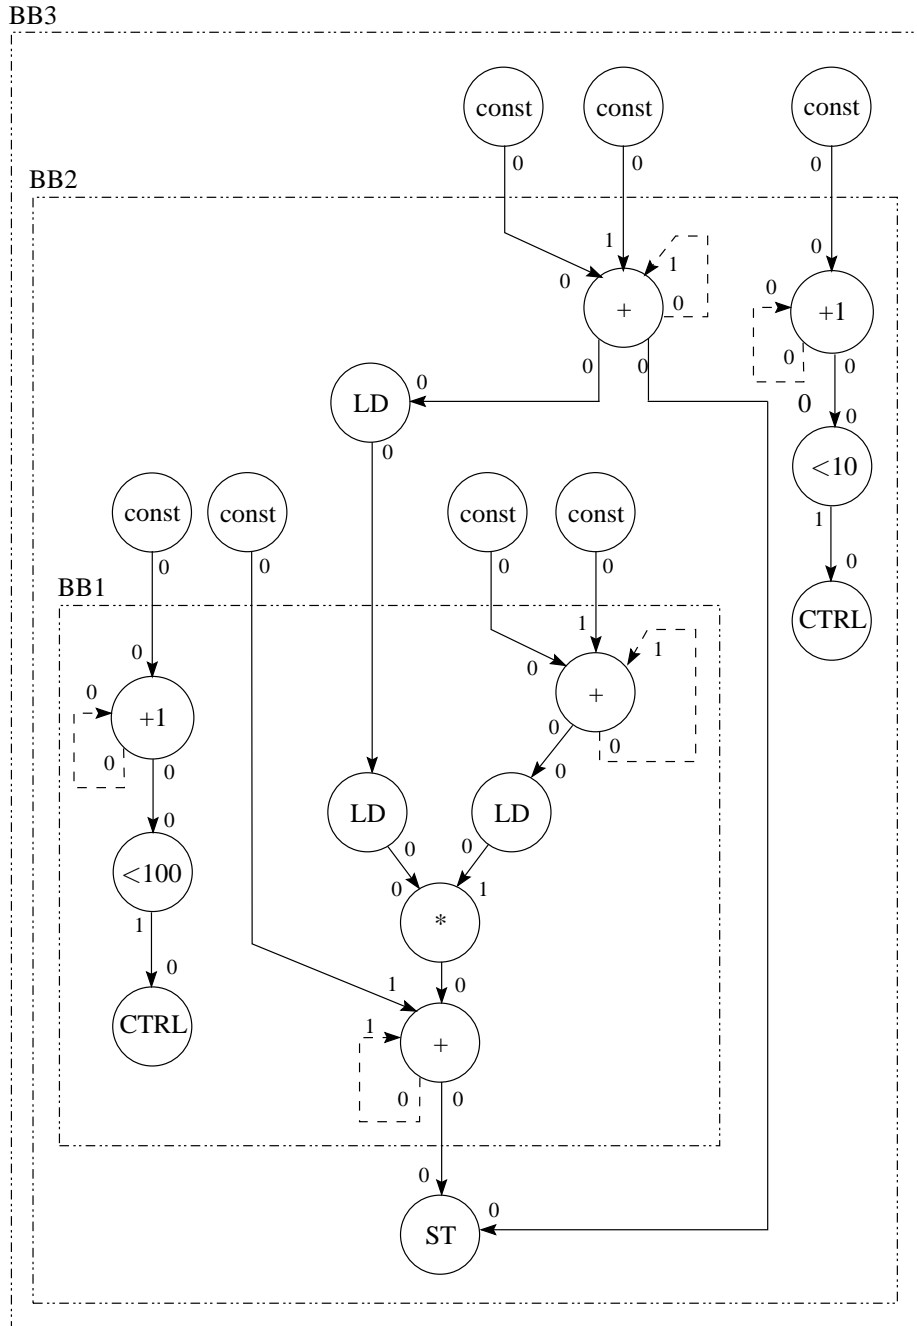 BB3
const const const
0 0 0
BB2
1 0
0 1 0
+ 0 +1
0 0 0 0
0 0 0
LD
0 <10
const const const const
1
0 0 0 0 0
BB1
CTRL
1 1
0 0
0 +
+1 0 0
0 0 0
0 LD LD
<100 0 0
0 1
1 *
0 1 0
CTRL
1 +
0 0
0 0
ST